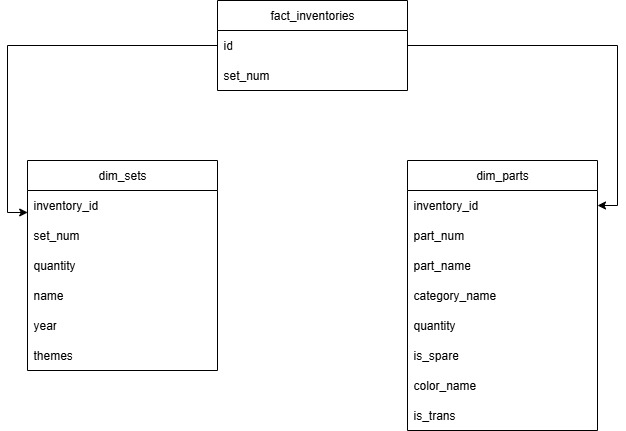 fact_inventories
id
set_num
dim_sets
inventory_id
set_num
quantity
name
year
themes
dim_parts
inventory_id
part_num
part_name
category_name
quantity
is_spare
color_name
is_trans